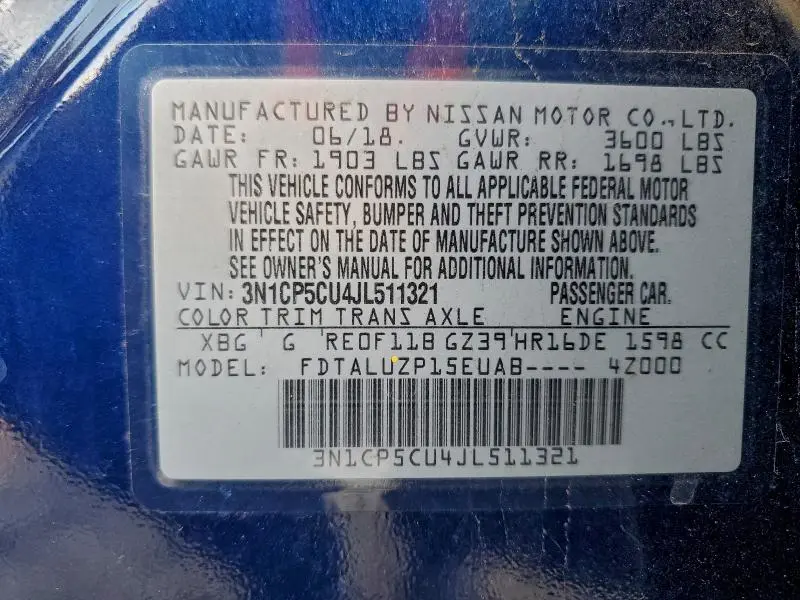 MANUFACTURED BY NISSAN MOTOR CO., LTD.
DATE: 06/18. GVWR: 3600 LBS
GAWR FR: 1903 LBS GAWR RR: 1698 LBS
THIS VEHICLE CONFORMS TO ALL APPLICABLE FEDERAL MOTOR
VEHICLE SAFETY, BUMPER AND THEFT PREVENTION STANDARDS
IN EFFECT ON THE DATE OF MANUFACTURE SHOWN ABOVE.
SEE OWNER'S MANUAL FOR ADDITIONAL INFORMATION.
VIN: 3N1CP5CU4JL511321 PASSENGER CAR.
COLOR TRIM TRANS AXLE ENGINE
XBG G RE0F11B GZ39 HR16DE 1598 CC
MODEL: FDTALUZP15EUAB---- 4Z000
3N1CP5CU4JL511321